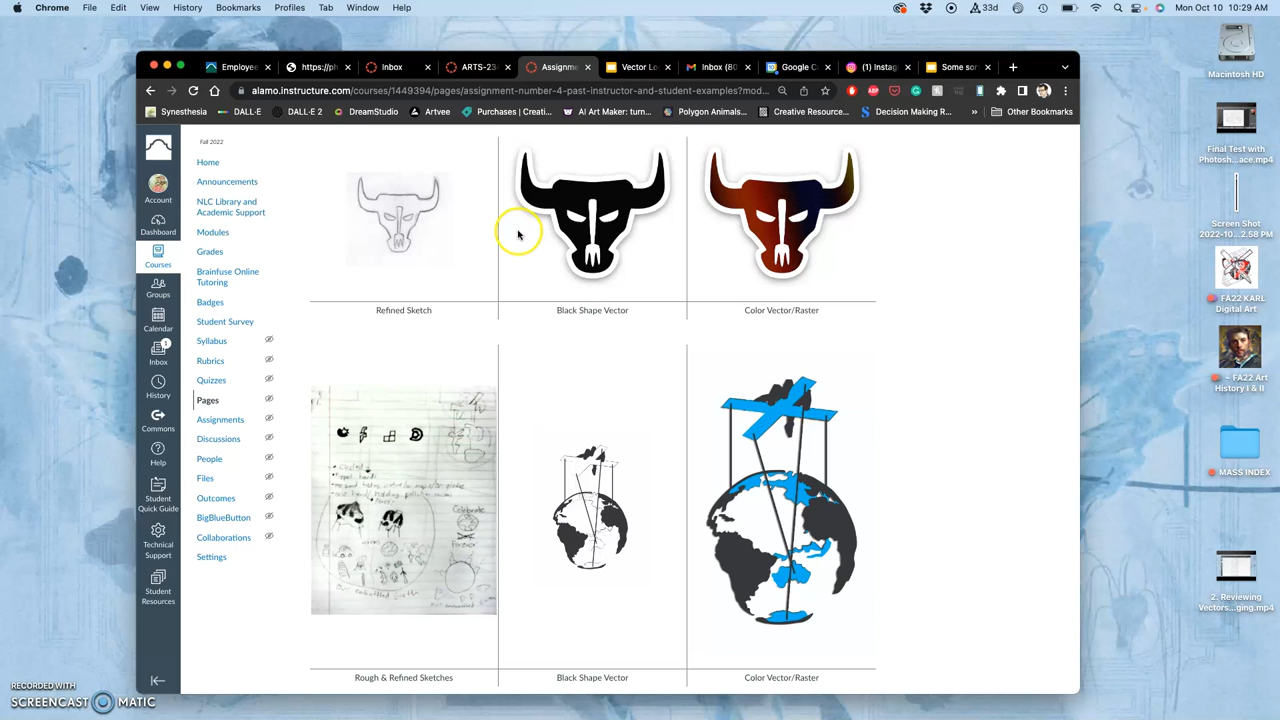 Chrome File Edit View History Bookmarks Profiles Tab Window Help 33d Mon Oct 10 10:29 AM
Employee https://ph Inbox ARTS-234 Assignme Vector Lo Inbox (80 Google C (1) Instag Some scr
alamo.instructure.com/courses/1449394/pages/assignment-number-4-past-instructor-and-student-examples?mod...
Synesthesia DALL·E DALL·E 2 DreamStudio Artvee Purchases | Creati... AI Art Maker: turn... Polygon Animals... Creative Resource... Decision Making R... » Other Bookmarks
Fall 2022
Home
Announcements
NLC Library and
Academic Support
Modules
Grades
Brainfuse Online
Tutoring
Badges
Student Survey
Syllabus
Rubrics
Quizzes
Pages
Assignments
Discussions
People
Files
Outcomes
BigBlueButton
Collaborations
Settings
Account
Dashboard
Courses
Groups
Calendar
1
Inbox
History
Commons
Help
Student
Quick Guide
Technical
Support
Student
Resources
Refined Sketch Black Shape Vector Color Vector/Raster
Celebrate
Rough & Refined Sketches Black Shape Vector Color Vector/Raster
Macintosh HD
Final Test with
Photosh...ace.mp4
Screen Shot
2022-10...2.58 PM
FA22 KARL
Digital Art
~ FA22 Art
History I & II
MASS INDEX
2. Reviewing
Vectors...ging.mp4
RECORDED WITH
SCREENCAST MATIC